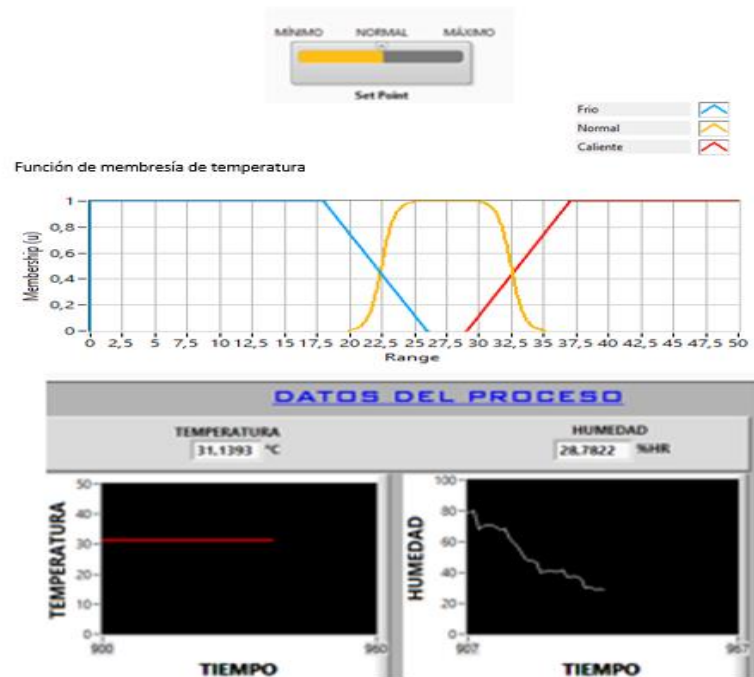 MÍNIMO NORMAL MÁXIMO
Set Point
Frio
Normal
Caliente
Función de membresía de temperatura
Membership (u)
1
0,8
0,6
0,4
0,2
0
0 2,5 5 7,5 10 12,5 15 17,5 20 22,5 25 27,5 30 32,5 35 37,5 40 42,5 45 47,5 50
Range
DATOS DEL PROCESO
TEMPERATURA HUMEDAD
31,1393 °C 28,7822 %HR
TEMPERATURA
50
40
30
20
10
0
900 960
TIEMPO
HUMEDAD
100
80
60
40
20
0
907 967
TIEMPO